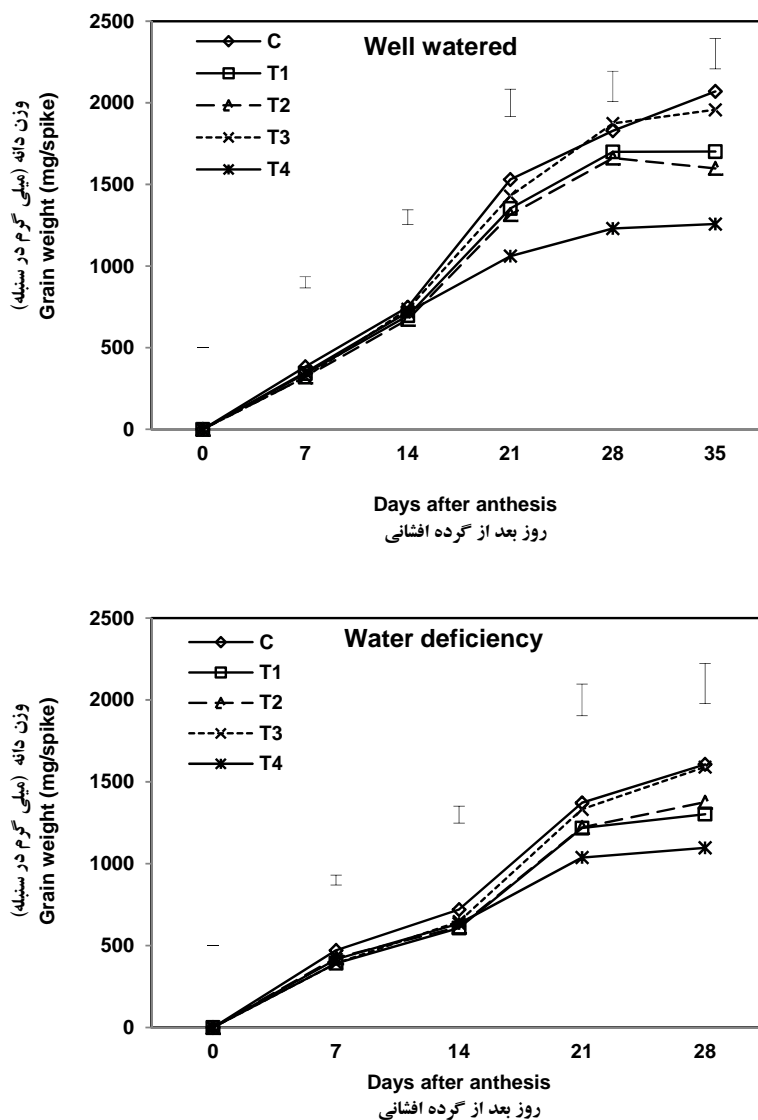 Well watered
2500
2000
1500
1000
500
0
C
T1
T2
T3
T4
وزن دانه (میلی گرم در سنبله)
Grain weight (mg/spike)
0 7 14 21 28 35
Days after anthesis
روز بعد از گرده افشانی
Water deficiency
2500
2000
1500
1000
500
0
C
T1
T2
T3
T4
وزن دانه (میلی گرم در سنبله)
Grain weight (mg/spike)
0 7 14 21 28
Days after anthesis
روز بعد از گرده افشانی